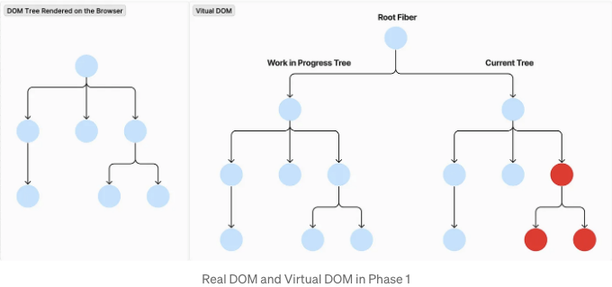 DOM Tree Rendered on the Browser
Vitual DOM
Root Fiber
Work in Progress Tree
Current Tree
Real DOM and Virtual DOM in Phase 1